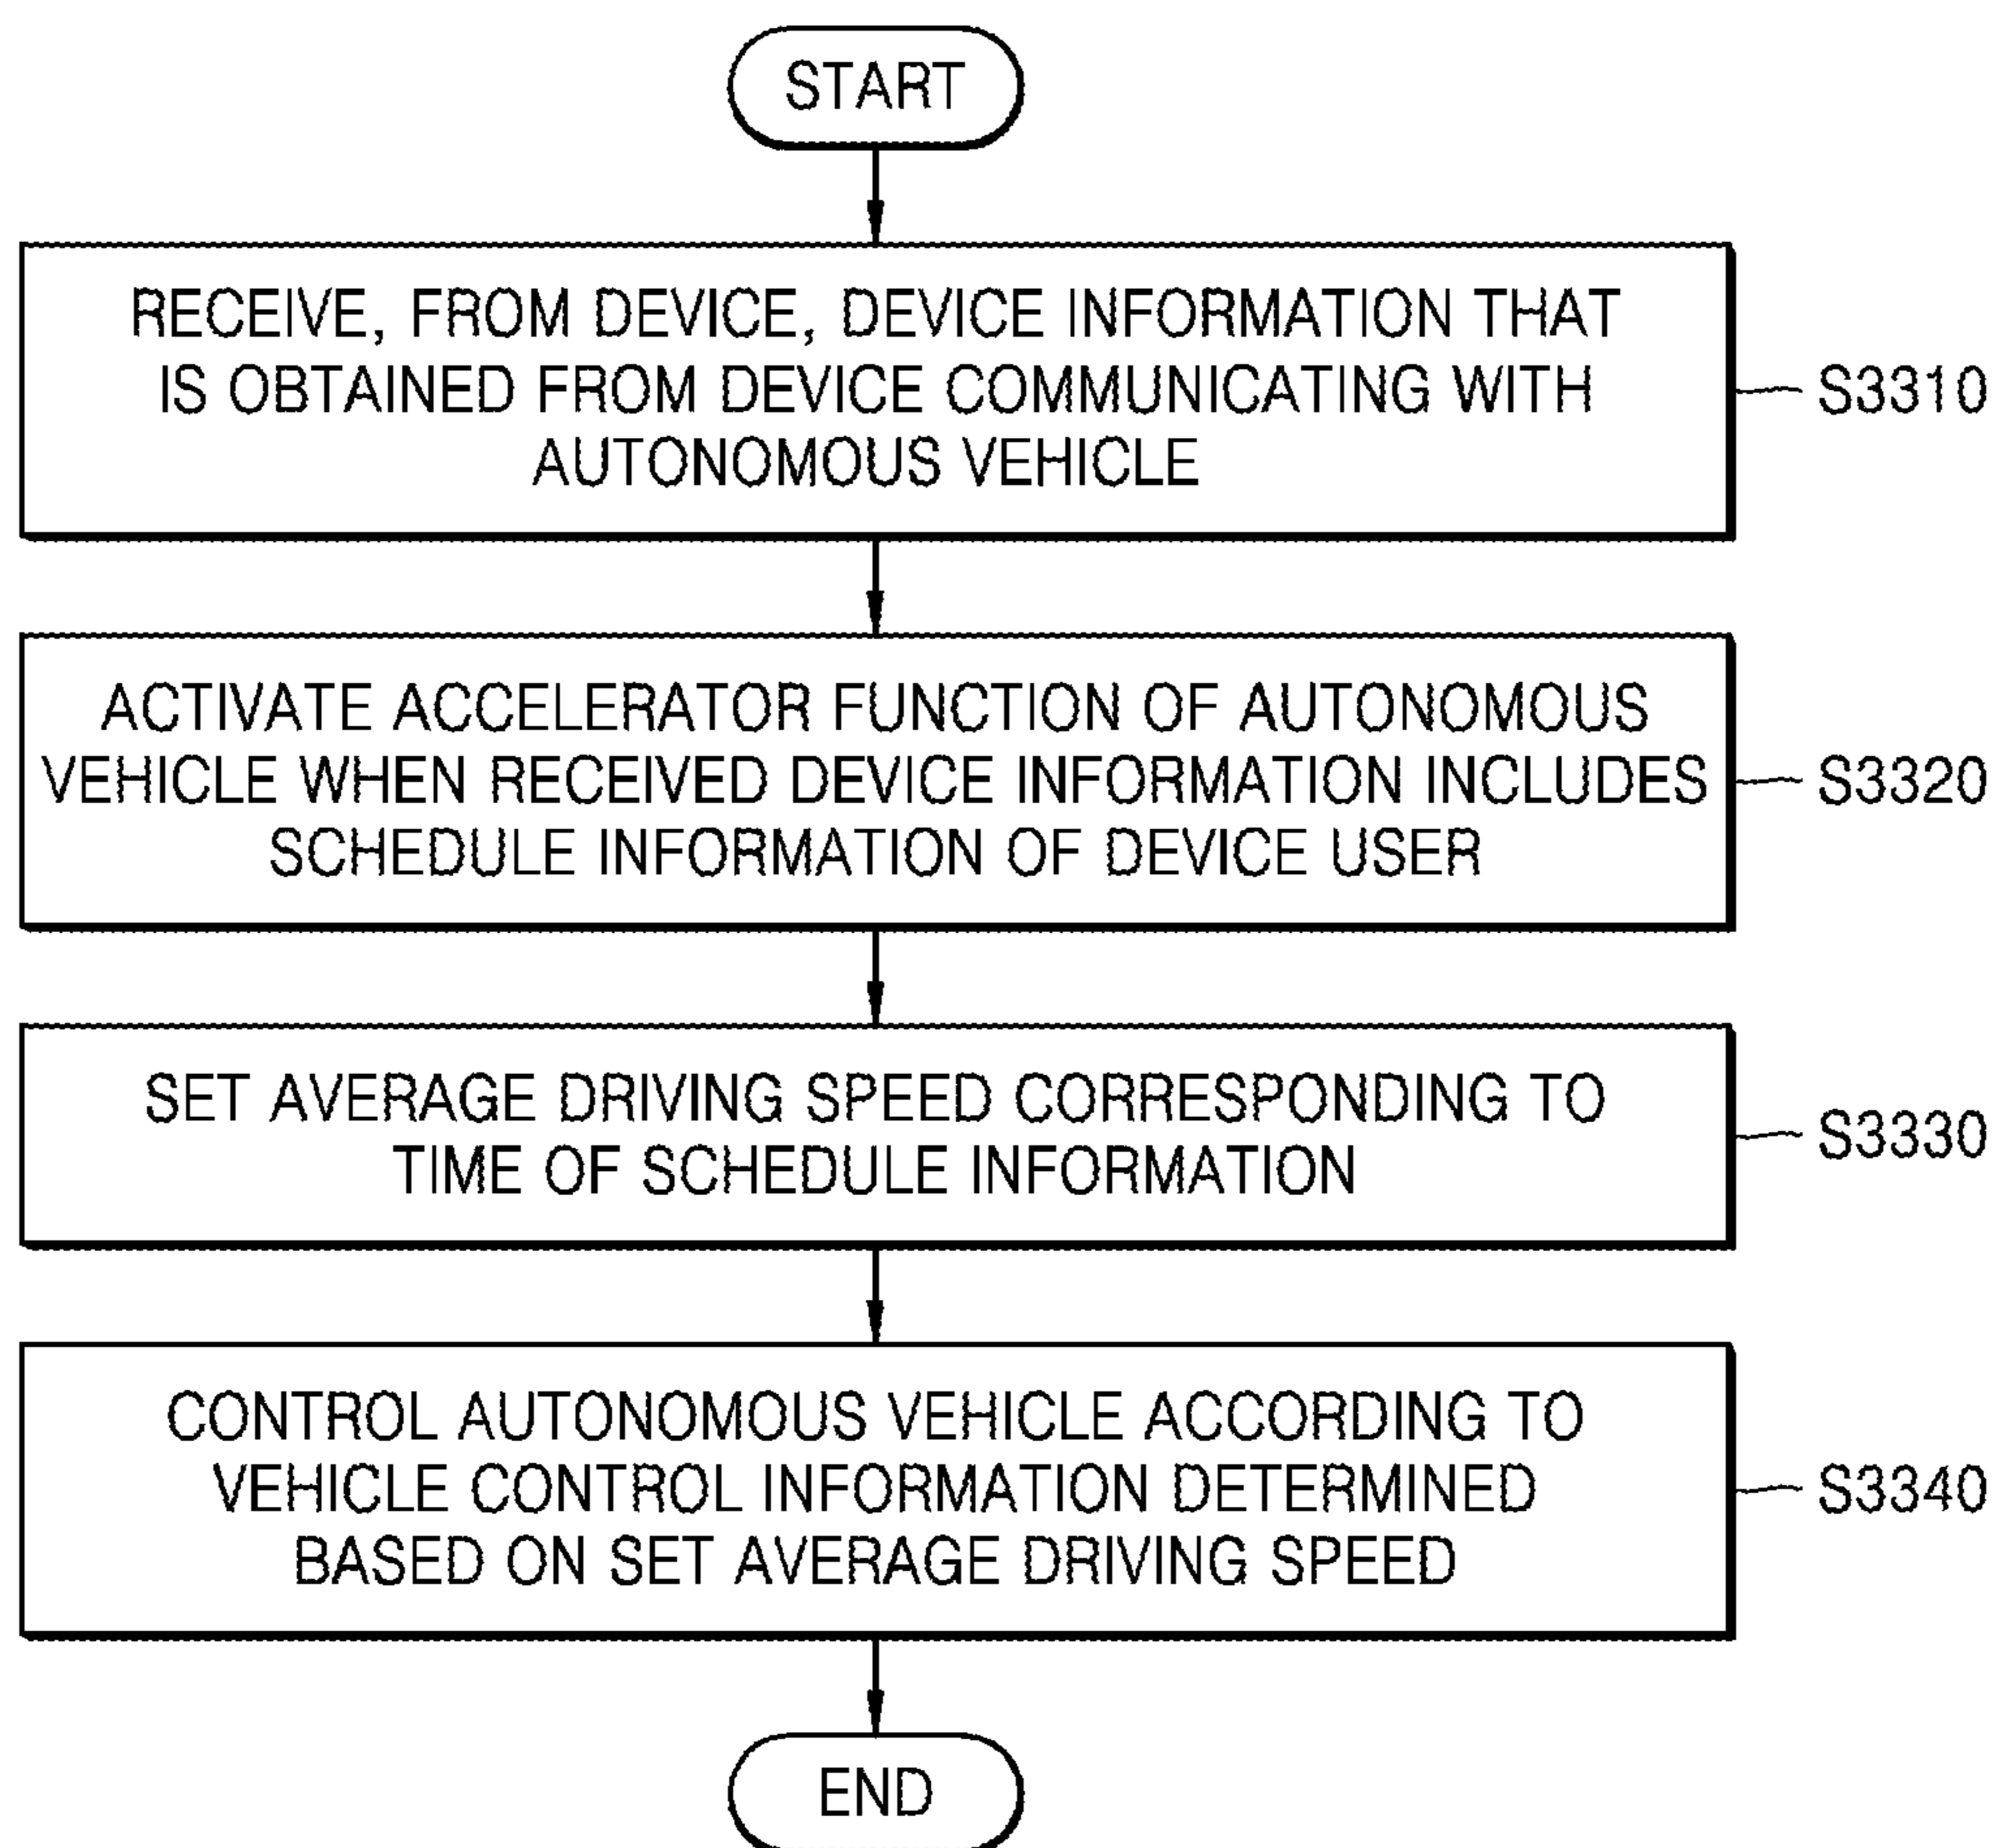 START
RECEIVE, FROM DEVICE, DEVICE INFORMATION THAT
IS OBTAINED FROM DEVICE COMMUNICATING WITH
AUTONOMOUS VEHICLE
S3310
ACTIVATE ACCELERATOR FUNCTION OF AUTONOMOUS
VEHICLE WHEN RECEIVED DEVICE INFORMATION INCLUDES
SCHEDULE INFORMATION OF DEVICE USER
S3320
SET AVERAGE DRIVING SPEED CORRESPONDING TO
TIME OF SCHEDULE INFORMATION
S3330
CONTROL AUTONOMOUS VEHICLE ACCORDING TO
VEHICLE CONTROL INFORMATION DETERMINED
BASED ON SET AVERAGE DRIVING SPEED
S3340
END